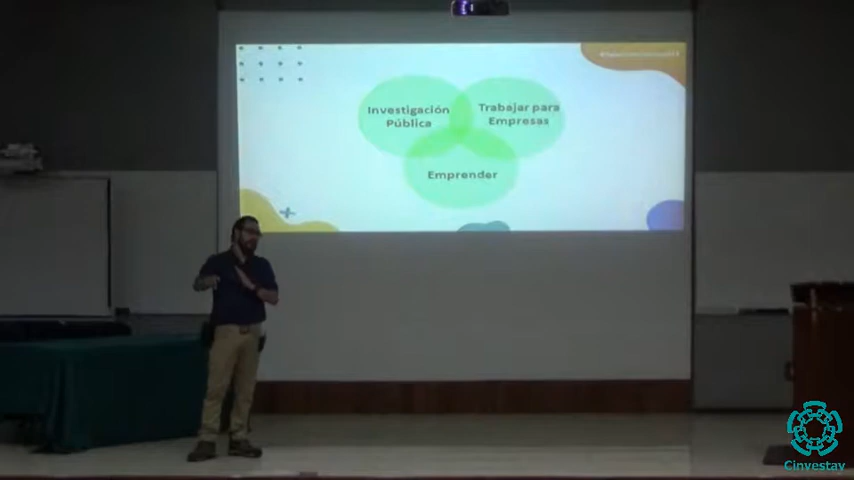 Investigación
Pública
Trabajar para
Empresas
Emprender
Cinvestav